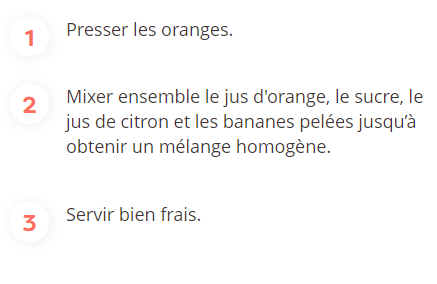 1 Presser les oranges.
2 Mixer ensemble le jus d'orange, le sucre, le
jus de citron et les bananes pelées jusqu’à
obtenir un mélange homogène.
3 Servir bien frais.